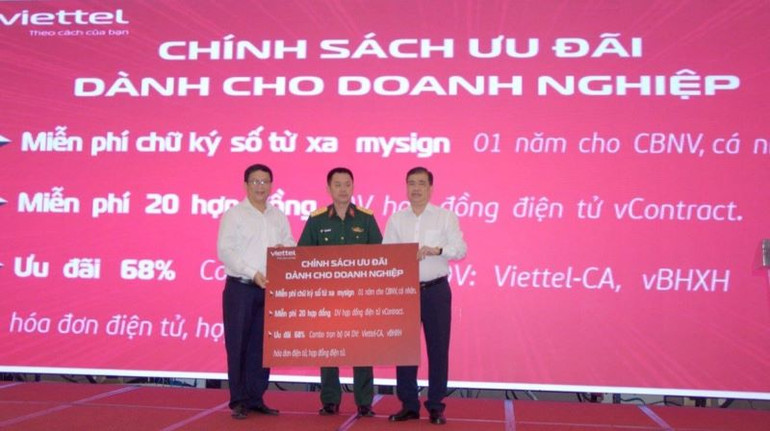 viettel
Theo cách của bạn
CHÍNH SÁCH ƯU ĐÃI
DÀNH CHO DOANH NGHIỆP
Miễn phí chữ ký số từ xa mysign 01 năm cho CBNV, cá n
Miễn phí 20 hợp đồng DV hợp đồng điện tử vContract.
Ưu đãi 68% Co DV: Viettel-CA, vBHXH
hóa đơn điện tử, hợ
viettel
CHÍNH SÁCH ƯU ĐÃI
DÀNH CHO DOANH NGHIỆP
Miễn phí chữ ký số từ xa mysign 01 năm cho CBNV, cá nhân.
Miễn phí 20 hợp đồng DV hợp đồng điện tử vContract.
Ưu đãi 68% Combo trọn bộ 04 DV: Viettel-CA, vBHXH
hóa đơn điện tử, hợp đồng điện tử.